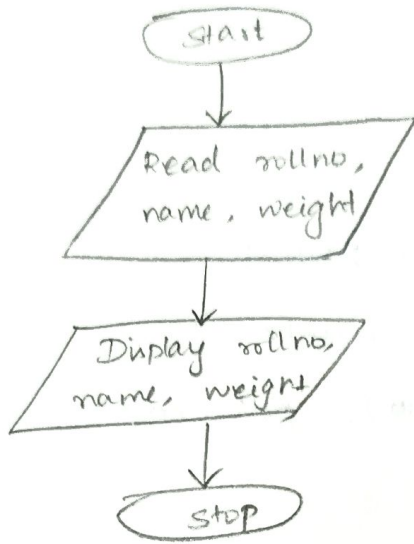 Start
Read rollno,
name, weight
Display rollno,
name, weight
Stop